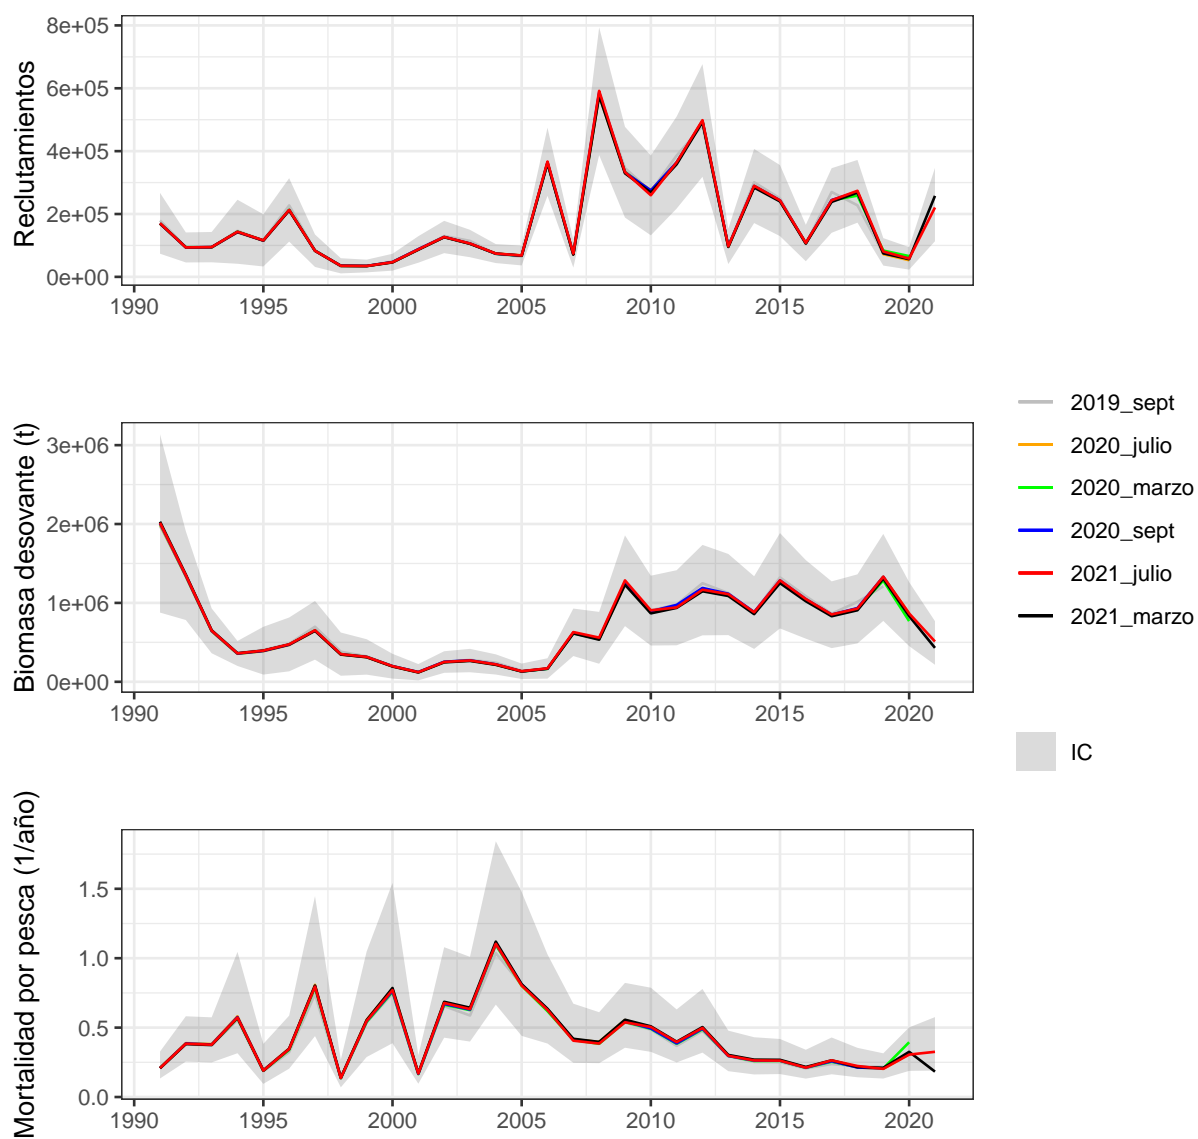 Reclutamientos
8e+05
6e+05
4e+05
2e+05
0e+00
1990 1995 2000 2005 2010 2015 2020
Biomasa desovante (t)
3e+06
2e+06
1e+06
0e+00
1990 1995 2000 2005 2010 2015 2020
2019_sept
2020_julio
2020_marzo
2020_sept
2021_julio
2021_marzo
IC
Mortalidad por pesca (1/año)
1.5
1.0
0.5
0.0
1990 1995 2000 2005 2010 2015 2020